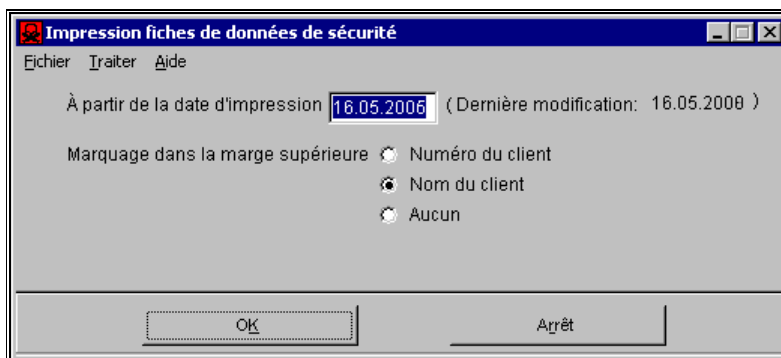 Impression fiches de données de sécurité
Fichier Traiter Aide
À partir de la date d'impression 16.05.2006 ( Dernière modification: 16.05.2008 )
Marquage dans la marge supérieure Numéro du client
Nom du client
Aucun
OK Arrêt